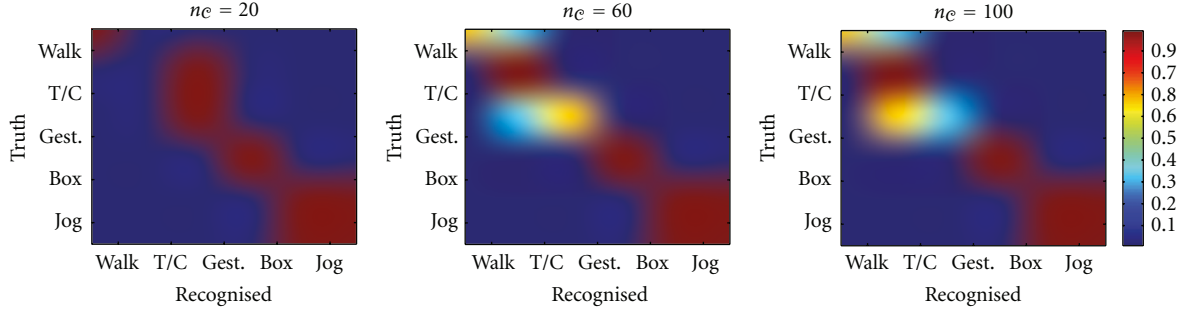 n𝒞 = 20
n𝒞 = 60
n𝒞 = 100
Truth
Walk
T/C
Gest.
Box
Jog
Walk T/C Gest. Box Jog
Recognised
Truth
Walk
T/C
Gest.
Box
Jog
Walk T/C Gest. Box Jog
Recognised
Truth
Walk
T/C
Gest.
Box
Jog
Walk T/C Gest. Box Jog
Recognised
0.9
0.7
0.8
0.6
0.5
0.4
0.3
0.2
0.1